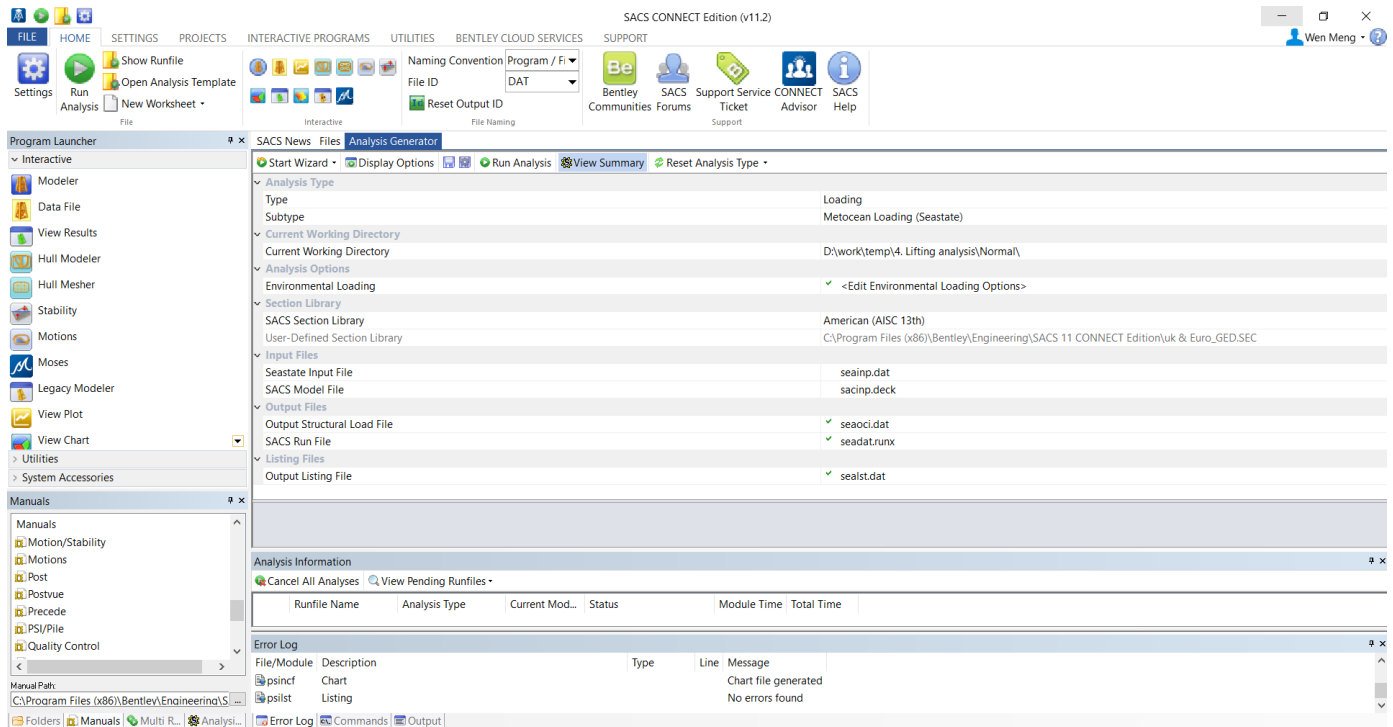 SACS CONNECT Edition (v11.2)
FILE HOME SETTINGS PROJECTS INTERACTIVE PROGRAMS UTILITIES BENTLEY CLOUD SERVICES SUPPORT
Wen Meng
Settings
Run Analysis
Show Runfile
Open Analysis Template
New Worksheet
File
Interactive
Naming Convention Program / Fi
File ID DAT
Reset Output ID
File Naming
Bentley Communities
SACS Forums
Support Service Ticket
CONNECT Advisor
SACS Help
Support
Program Launcher
Interactive
Modeler
Data File
View Results
Hull Modeler
Hull Mesher
Stability
Motions
Moses
Legacy Modeler
View Plot
View Chart
Utilities
System Accessories
Manuals
Manuals
Motion/Stability
Motions
Post
Postvue
Precede
PSI/Pile
Quality Control
Manual Path:
C:\Program Files (x86)\Bentley\Engineering\S ...
Folders Manuals Multi R... Analysi...
SACS News Files Analysis Generator
Start Wizard Display Options Run Analysis View Summary Reset Analysis Type
Analysis Type
Type Loading
Subtype Metocean Loading (Seastate)
Current Working Directory
Current Working Directory D:\work\temp\4. Lifting analysis\Normal\
Analysis Options
Environmental Loading <Edit Environmental Loading Options>
Section Library
SACS Section Library American (AISC 13th)
User-Defined Section Library C:\Program Files (x86)\Bentley\Engineering\SACS 11 CONNECT Edition\uk & Euro_GED.SEC
Input Files
Seastate Input File seainp.dat
SACS Model File sacinp.deck
Output Files
Output Structural Load File seaoci.dat
SACS Run File seadat.runx
Listing Files
Output Listing File sealst.dat
Analysis Information
Cancel All Analyses View Pending Runfiles
Runfile Name Analysis Type Current Mod... Status Module Time Total Time
Error Log
File/Module Description Type Line Message
psincf Chart Chart file generated
psilst Listing No errors found
Error Log Commands Output